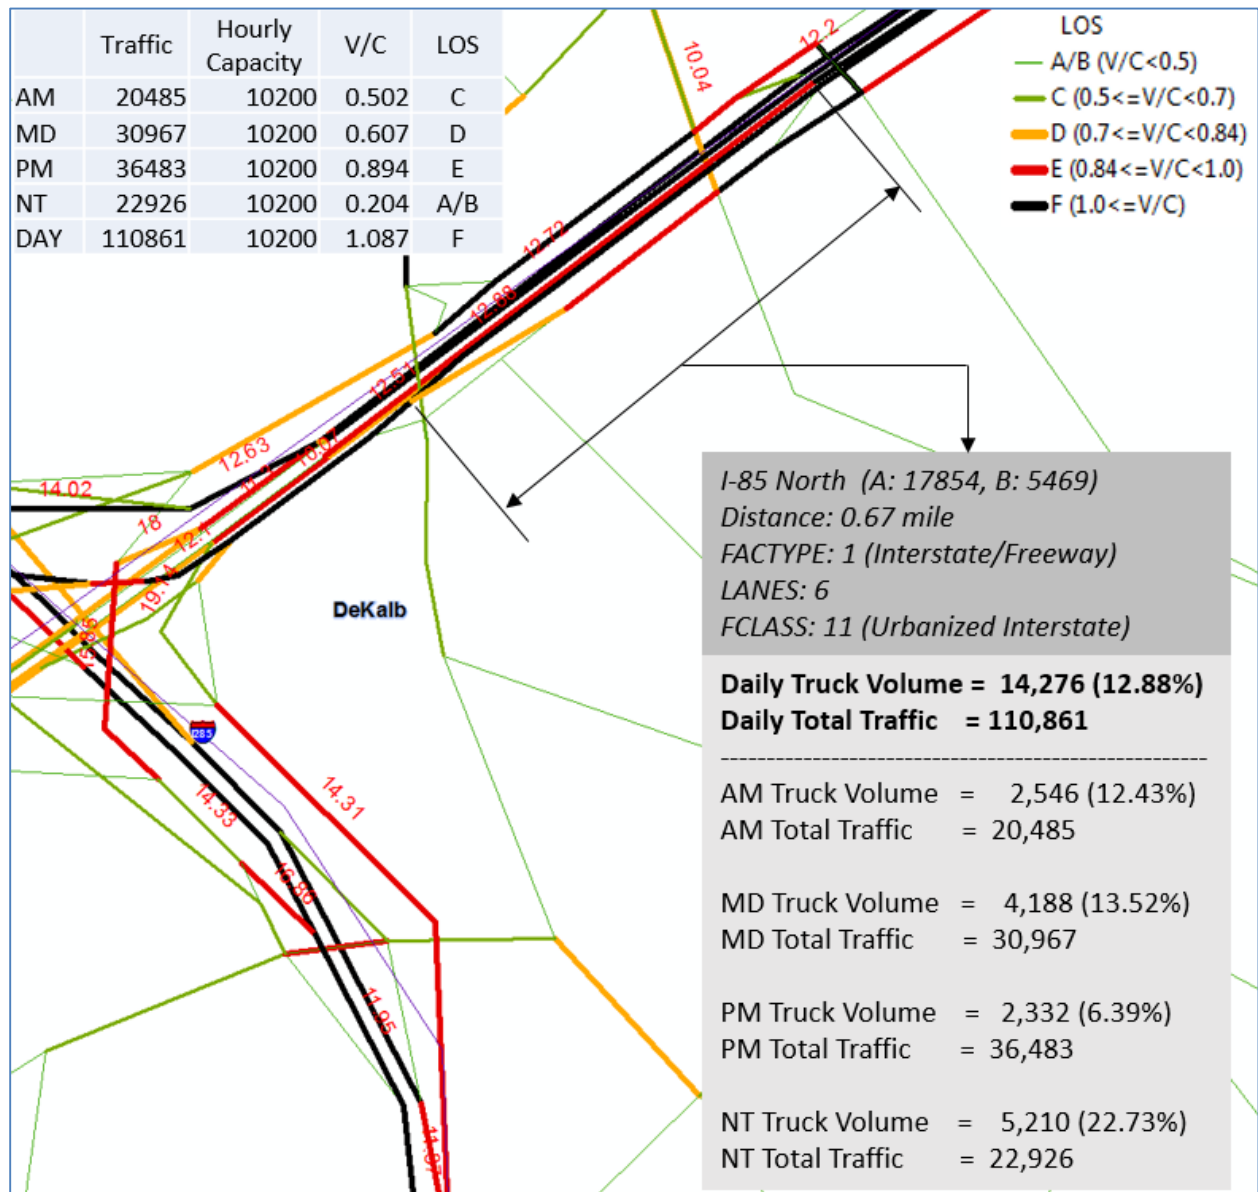 Traffic Hourly Capacity V/C LOS
AM 20485 10200 0.502 C
MD 30967 10200 0.607 D
PM 36483 10200 0.894 E
NT 22926 10200 0.204 A/B
DAY 110861 10200 1.087 F
LOS
A/B (V/C<0.5)
C (0.5<=V/C<0.7)
D (0.7<=V/C<0.84)
E (0.84<=V/C<1.0)
F (1.0<=V/C)
12.2
10.04
12.72
12.88
12.51
12.63
10.07
14.02
18
12.1
19.14
DeKalb
285
14.33
14.31
16.86
11.95
I-85 North (A: 17854, B: 5469)
Distance: 0.67 mile
FACTYPE: 1 (Interstate/Freeway)
LANES: 6
FCLASS: 11 (Urbanized Interstate)
Daily Truck Volume = 14,276 (12.88%)
Daily Total Traffic = 110,861
------------------------------------------------------
AM Truck Volume = 2,546 (12.43%)
AM Total Traffic = 20,485
MD Truck Volume = 4,188 (13.52%)
MD Total Traffic = 30,967
PM Truck Volume = 2,332 (6.39%)
PM Total Traffic = 36,483
NT Truck Volume = 5,210 (22.73%)
NT Total Traffic = 22,926